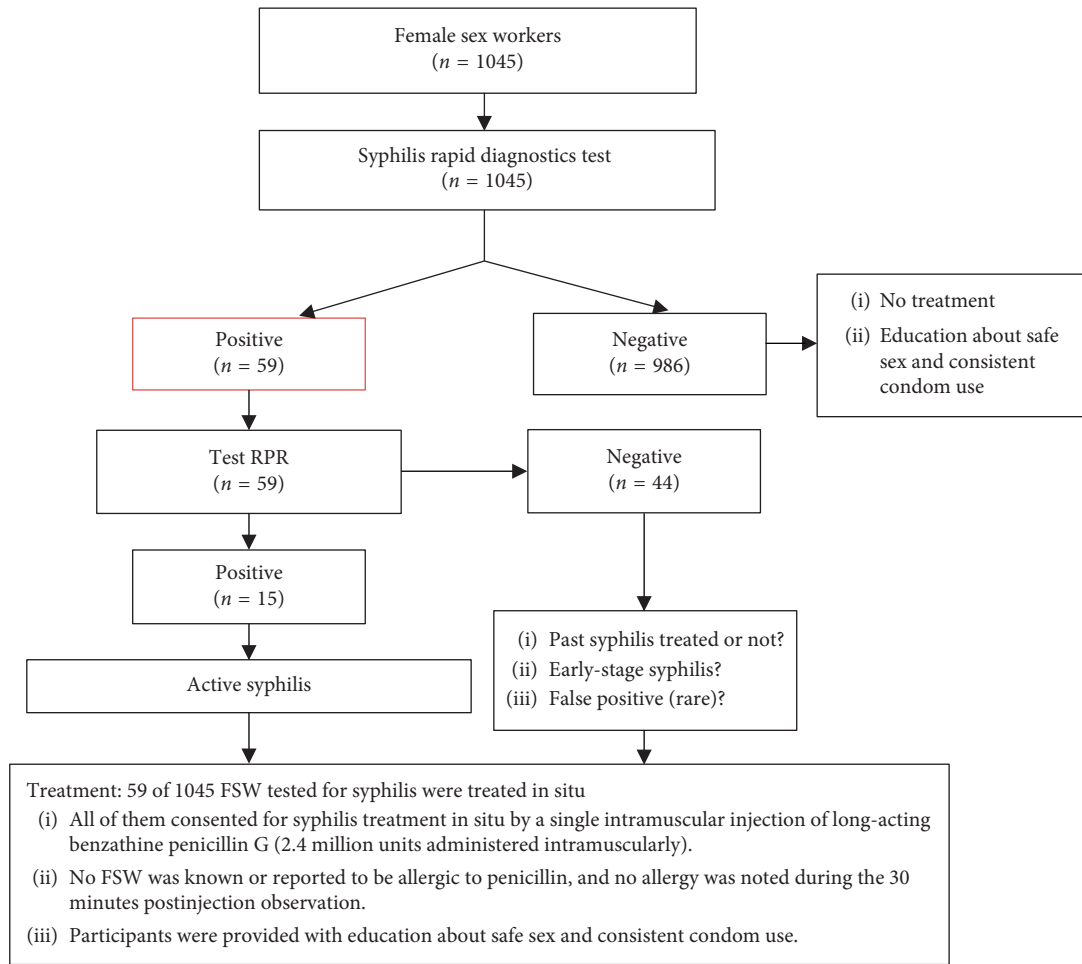 Female sex workers
(n = 1045)
Syphilis rapid diagnostics test
(n = 1045)
Positive
(n = 59)
Negative
(n = 986)
(i) No treatment
(ii) Education about safe
sex and consistent
condom use
Test RPR
(n = 59)
Negative
(n = 44)
Positive
(n = 15)
Active syphilis
(i) Past syphilis treated or not?
(ii) Early-stage syphilis?
(iii) False positive (rare)?
Treatment: 59 of 1045 FSW tested for syphilis were treated in situ
(i) All of them consented for syphilis treatment in situ by a single intramuscular injection of long-acting
benzathine penicillin G (2.4 million units administered intramuscularly).
(ii) No FSW was known or reported to be allergic to penicillin, and no allergy was noted during the 30
minutes postinjection observation.
(iii) Participants were provided with education about safe sex and consistent condom use.